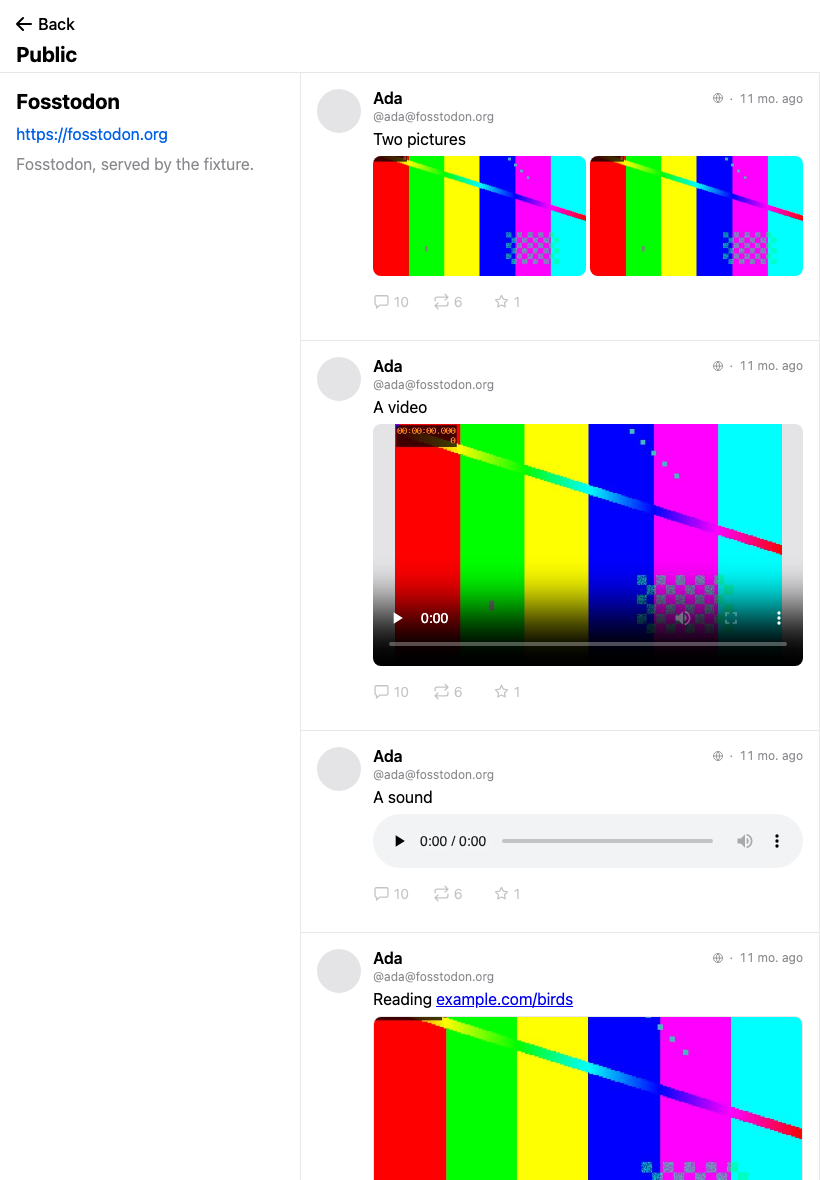 Back
Public
Fosstodon
https://fosstodon.org
Fosstodon, served by the fixture.
Ada
· 11 mo. ago
@ada@fosstodon.org
Two pictures
10 6 1
Ada
· 11 mo. ago
@ada@fosstodon.org
A video
00:00:00.000
0
0:00
10 6 1
Ada
· 11 mo. ago
@ada@fosstodon.org
A sound
0:00 / 0:00
10 6 1
Ada
· 11 mo. ago
@ada@fosstodon.org
Reading example.com/birds